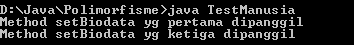 D:\Java\Polimorfisme>java TestManusia
Method setBiodata yg pertama dipanggil
Method setBiodata yg ketiga dipanggil